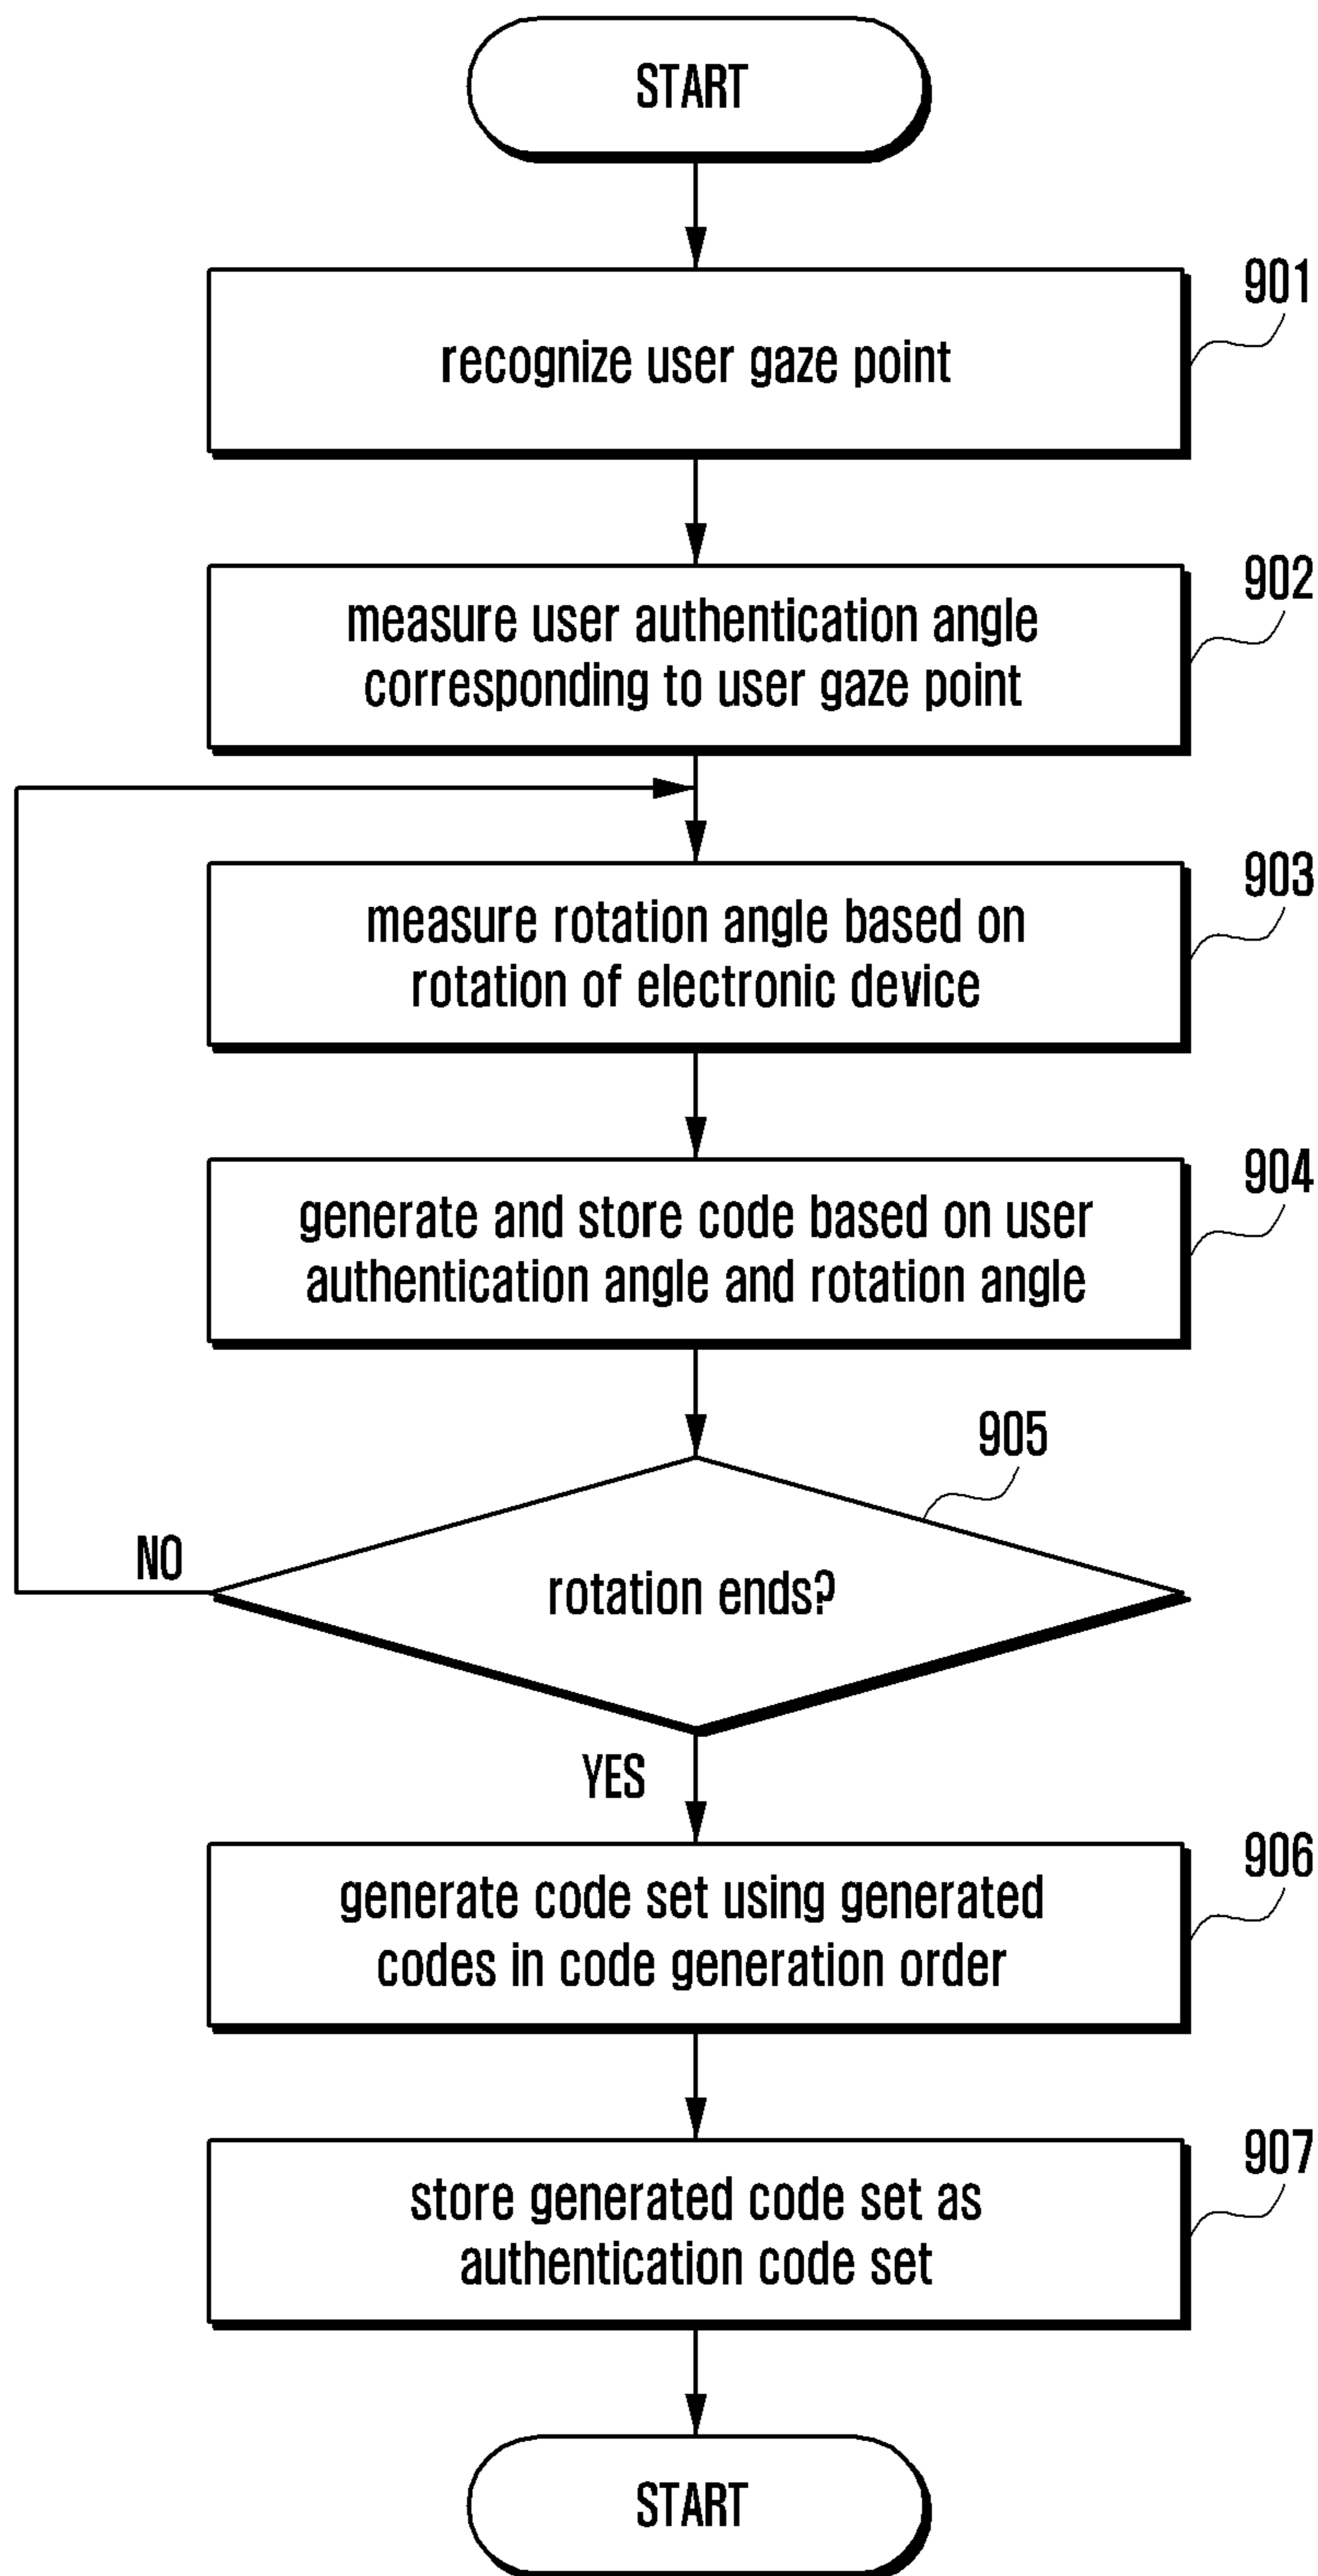 START
901
recognize user gaze point
902
measure user authentication angle
corresponding to user gaze point
903
measure rotation angle based on
rotation of electronic device
904
generate and store code based on user
authentication angle and rotation angle
905
NO
rotation ends?
YES
906
generate code set using generated
codes in code generation order
907
store generated code set as
authentication code set
START